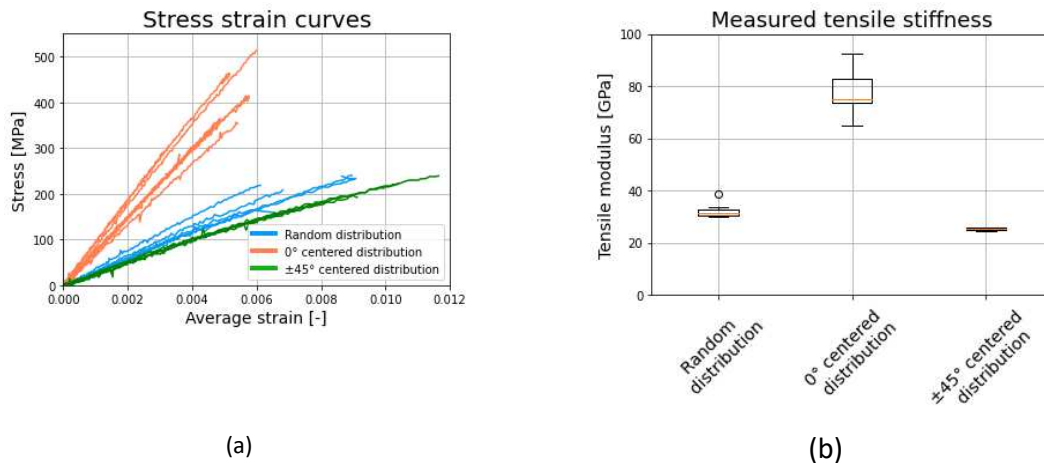 Stress strain curves
500
400
300
200
100
0
Stress [MPa]
Random distribution
0° centered distribution
±45° centered distribution
0.000 0.002 0.004 0.006 0.008 0.010 0.012
Average strain [-]
(a)
Measured tensile stiffness
100
80
60
40
20
0
Tensile modulus [GPa]
Random
distribution
0° centered
distribution
±45° centered
distribution
(b)